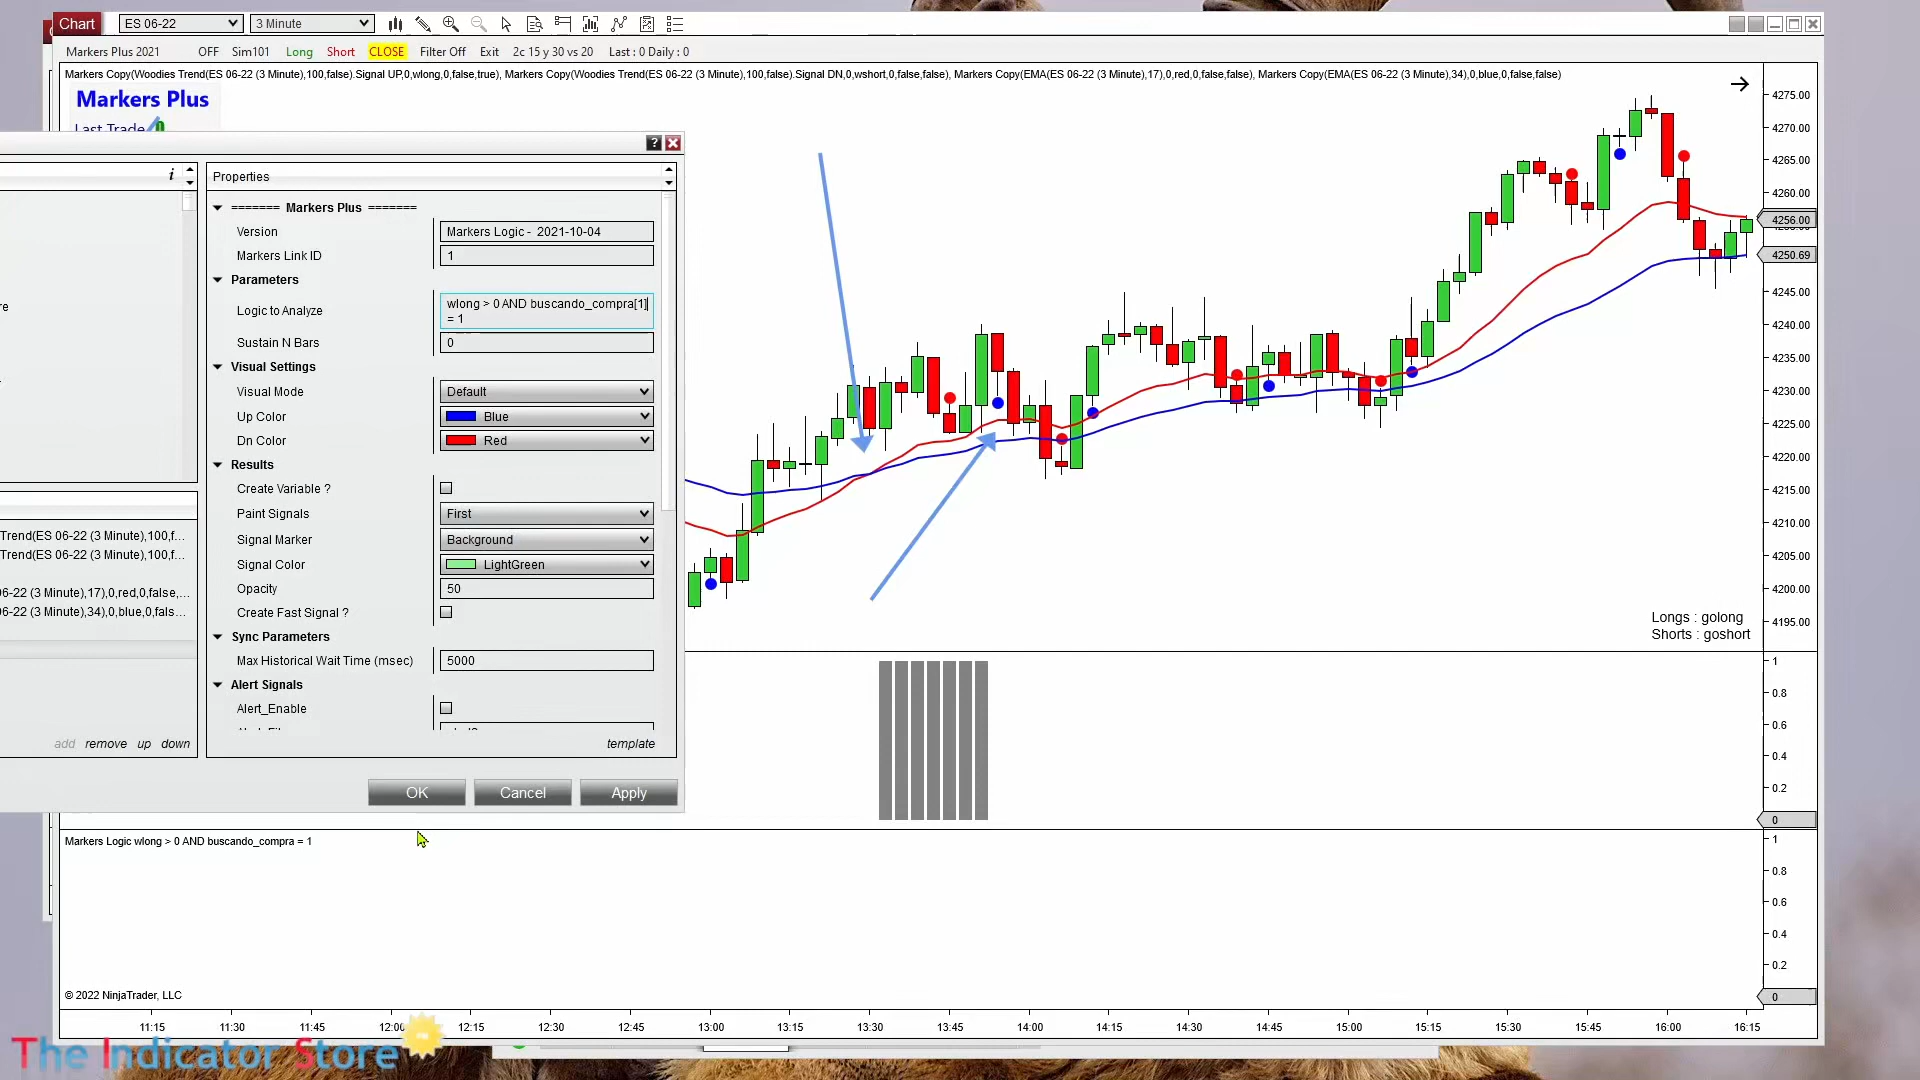 Chart
ES 06-22
3 Minute
Markers Plus 2021
OFF
Sim101
Long
Short
CLOSE
Filter Off
Exit
2c 15 y 30 vs 20
Last : 0 Daily : 0
Markers Copy(Woodies Trend(ES 06-22 (3 Minute),100,false).Signal UP,0,wlong,0,false,true), Markers Copy(Woodies Trend(ES 06-22 (3 Minute),100,false).Signal DN,0,wshort,0,false,false), Markers Copy(EMA(ES 06-22 (3 Minute),17),0,red,0,false,false), Markers Copy(EMA(ES 06-22 (3 Minute),34),0,blue,0,false,false)
Markers Plus
Last Trade
?
i
Properties
======= Markers Plus =======
Version
Markers Logic - 2021-10-04
Markers Link ID
1
Parameters
Logic to Analyze
wlong > 0 AND buscando_compra[1]
= 1
Sustain N Bars
0
Visual Settings
Visual Mode
Default
Up Color
Blue
Dn Color
Red
Results
Create Variable ?
Paint Signals
First
Signal Marker
Background
Signal Color
LightGreen
Opacity
50
Create Fast Signal ?
Sync Parameters
Max Historical Wait Time (msec)
5000
Alert Signals
Alert_Enable
template
Trend(ES 06-22 (3 Minute),100,f...
Trend(ES 06-22 (3 Minute),100,f...
06-22 (3 Minute),17),0,red,0,false,...
06-22 (3 Minute),34),0,blue,0,fals...
add remove up down
OK
Cancel
Apply
4275.00
4270.00
4265.00
4260.00
4256.00
4250.69
4245.00
4240.00
4235.00
4230.00
4225.00
4220.00
4215.00
4210.00
4205.00
4200.00
4195.00
Longs : golong
Shorts : goshort
1
0.8
0.6
0.4
0.2
0
Markers Logic wlong > 0 AND buscando_compra = 1
1
0.8
0.6
0.4
0.2
0
© 2022 NinjaTrader, LLC
11:15
11:30
11:45
12:00
12:15
12:30
12:45
13:00
13:15
13:30
13:45
14:00
14:15
14:30
14:45
15:00
15:15
15:30
15:45
16:00
16:15
The Indicator Store